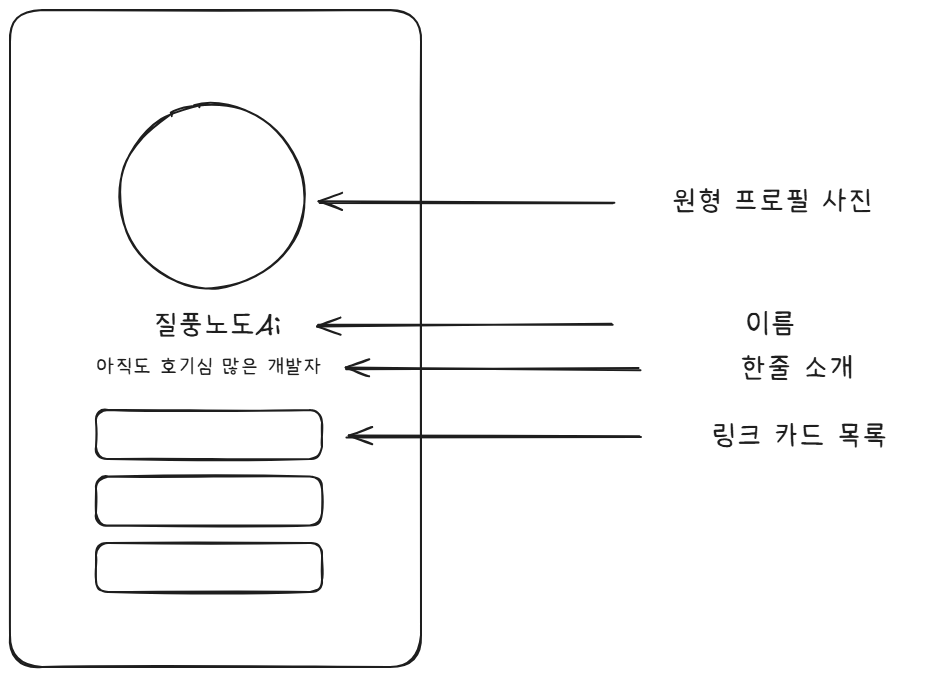 원형 프로필 사진
질풍노도Ai
이름
아직도 호기심 많은 개발자
한줄 소개
링크 카드 목록